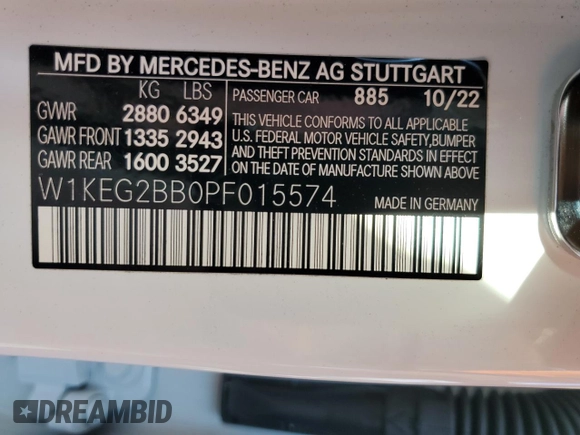 MFD BY MERCEDES-BENZ AG STUTTGART
KG LBS
GVWR 2880 6349
GAWR FRONT 1335 2943
GAWR REAR 1600 3527
PASSENGER CAR 885 10/22
THIS VEHICLE CONFORMS TO ALL APPLICABLE
U.S. FEDERAL MOTOR VEHICLE SAFETY,BUMPER
AND THEFT PREVENTION STANDARDS IN EFFECT
ON THE DATE OF MANUFACTURE SHOWN ABOVE.
W1KEG2BB0PF015574
MADE IN GERMANY
DREAMBID